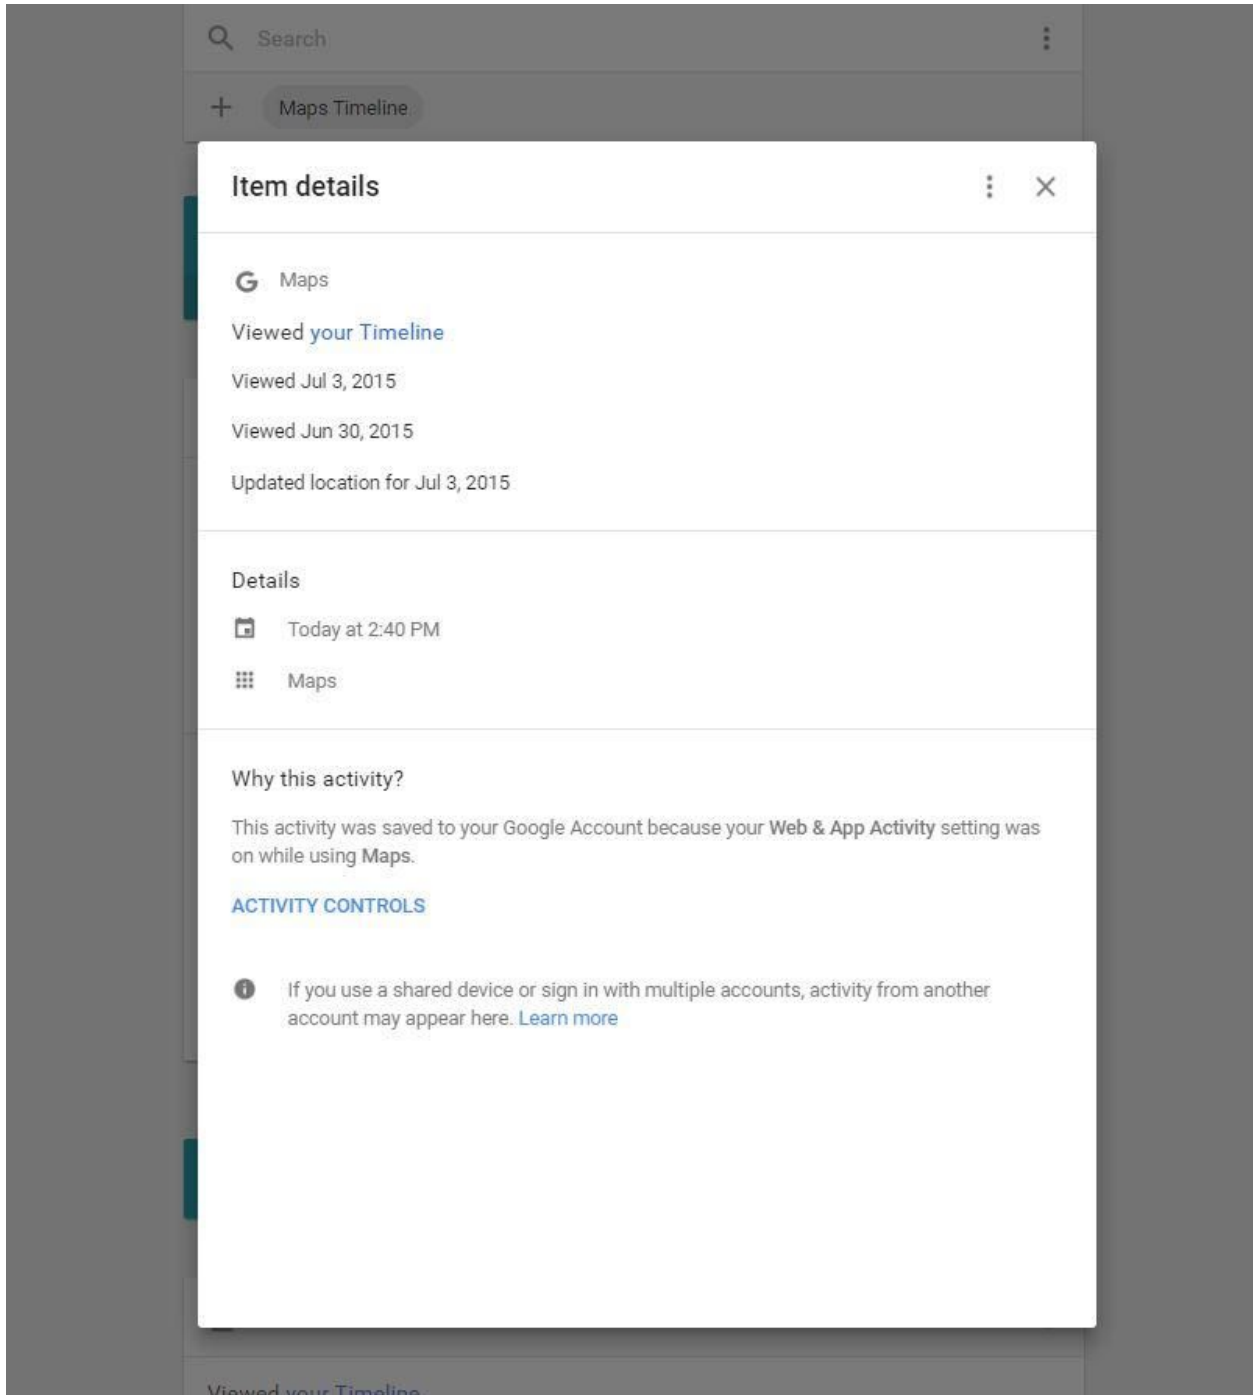 Search
Maps Timeline
Item details
Maps
Viewed your Timeline
Viewed Jul 3, 2015
Viewed Jun 30, 2015
Updated location for Jul 3, 2015
Details
Today at 2:40 PM
Maps
Why this activity?
This activity was saved to your Google Account because your Web & App Activity setting was
on while using Maps.
ACTIVITY CONTROLS
If you use a shared device or sign in with multiple accounts, activity from another
account may appear here. Learn more
Viewed your Timeline